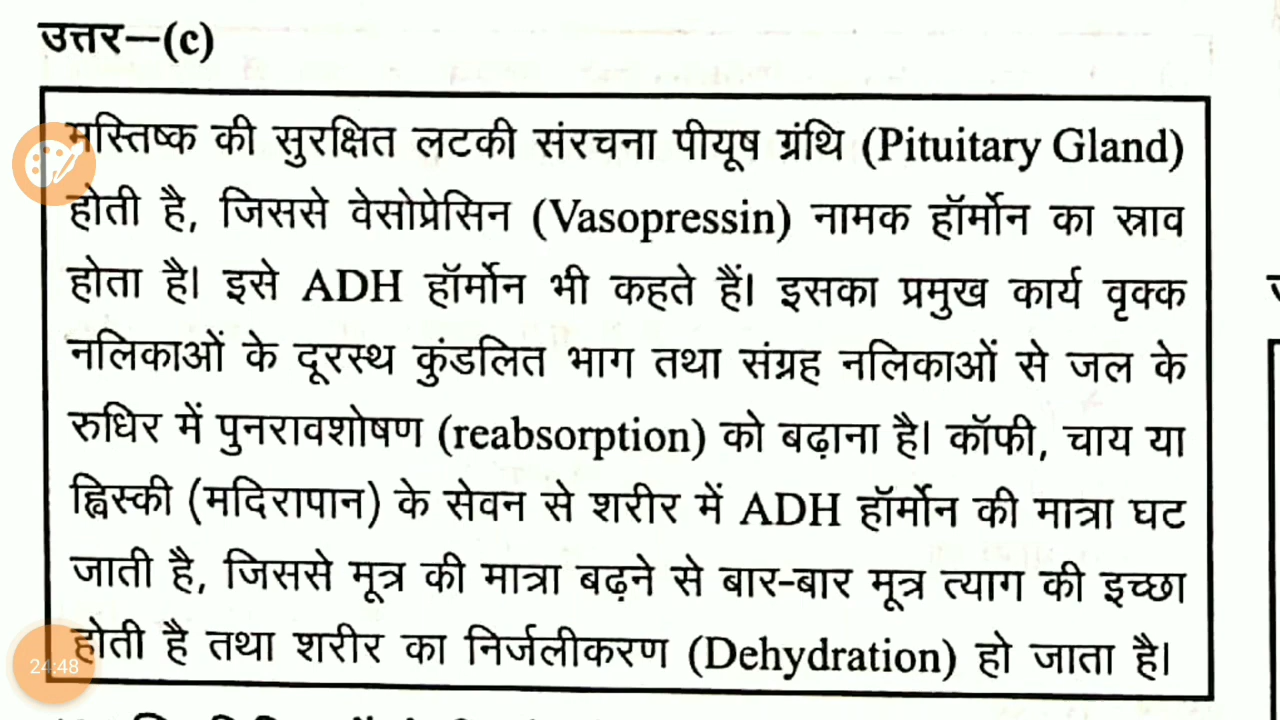 उत्तर—(c)
मस्तिष्क की सुरक्षित लटकी संरचना पीयूष ग्रंथि (Pituitary Gland)
होती है, जिससे वेसोप्रेसिन (Vasopressin) नामक हॉर्मोन का स्राव
होता है। इसे ADH हॉर्मोन भी कहते हैं। इसका प्रमुख कार्य वृक्क
नलिकाओं के दूरस्थ कुंडलित भाग तथा संग्रह नलिकाओं से जल के
रुधिर में पुनरावशोषण (reabsorption) को बढ़ाना है। कॉफी, चाय या
ह्विस्की (मदिरापान) के सेवन से शरीर में ADH हॉर्मोन की मात्रा घट
जाती है, जिससे मूत्र की मात्रा बढ़ने से बार-बार मूत्र त्याग की इच्छा
होती है तथा शरीर का निर्जलीकरण (Dehydration) हो जाता है।
24:48